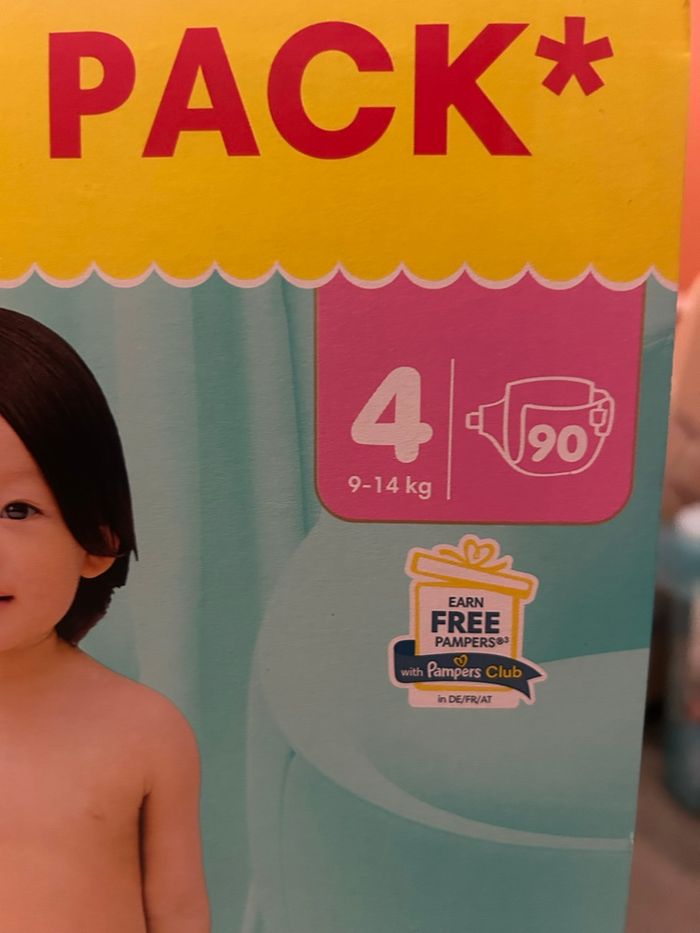 PACK*
4
9-14 kg
90
EARN
FREE
PAMPERS®³
with Pampers Club
in DE/FR/AT